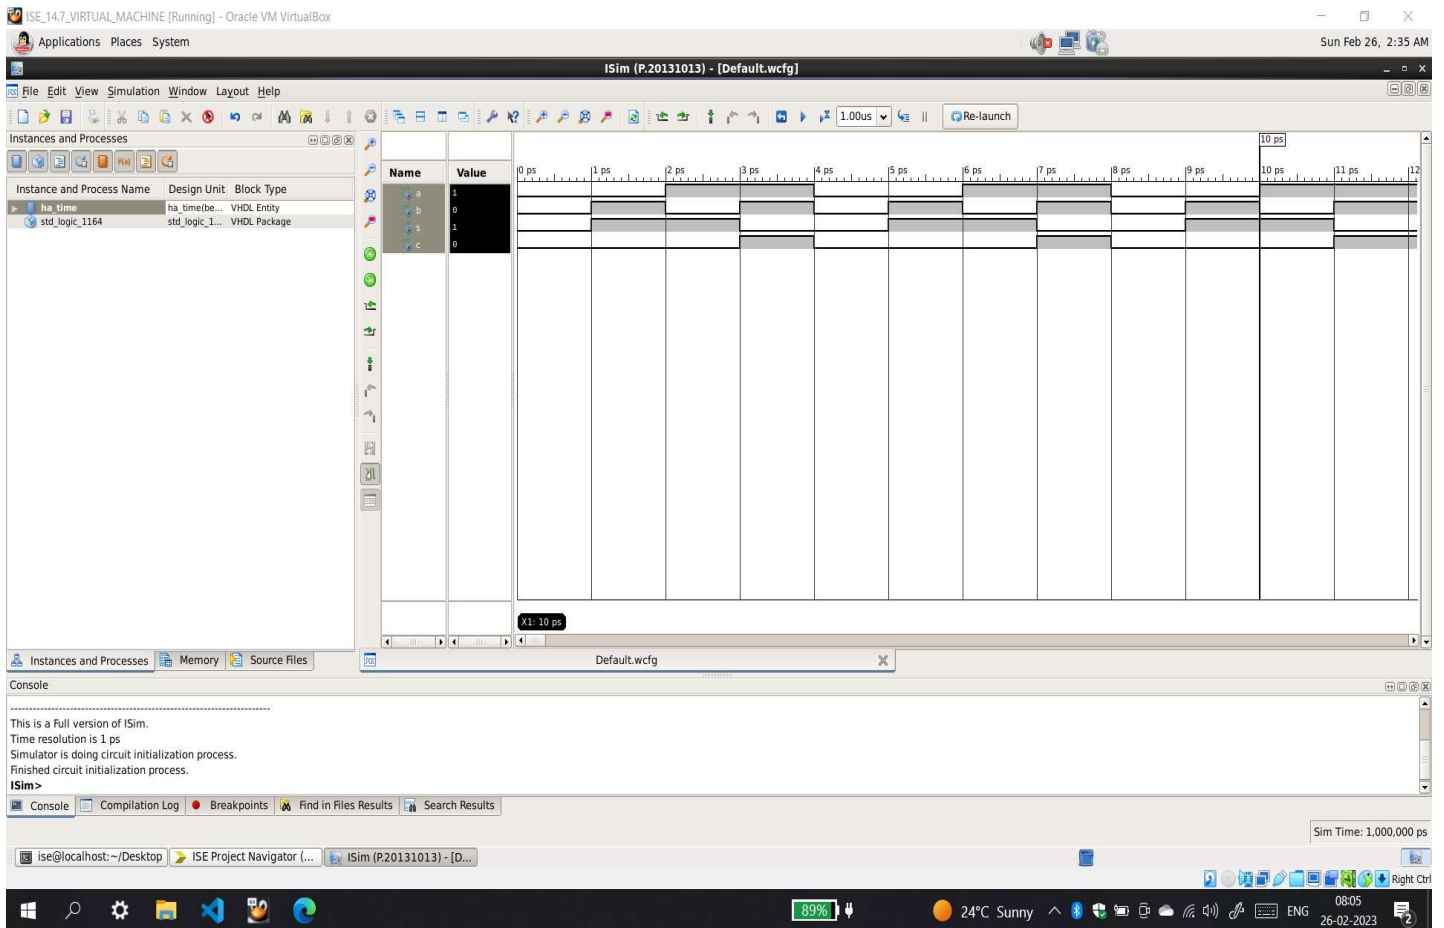 ISE_14.7_VIRTUAL_MACHINE [Running] - Oracle VM VirtualBox
Applications Places System
Sun Feb 26, 2:35 AM
ISim (P.20131013) - [Default.wcfg]
File Edit View Simulation Window Layout Help
1.00us
Re-launch
Instances and Processes
Instance and Process Name Design Unit Block Type
ha_time ha_time(be... VHDL Entity
std_logic_1164 std_logic_1... VHDL Package
10 ps
Name Value
0 ps 1 ps 2 ps 3 ps 4 ps 5 ps 6 ps 7 ps 8 ps 9 ps 10 ps 11 ps 12
a 1
b 0
s 1
c 0
X1: 10 ps
Instances and Processes Memory Source Files
Default.wcfg
Console
This is a Full version of ISim.
Time resolution is 1 ps
Simulator is doing circuit initialization process.
Finished circuit initialization process.
ISim>
Console Compilation Log Breakpoints Find in Files Results Search Results
Sim Time: 1,000,000 ps
ise@localhost:~/Desktop ISE Project Navigator (... ISim (P.20131013) - [D...
Right Ctrl
89% 24°C Sunny ENG 08:05
26-02-2023
2